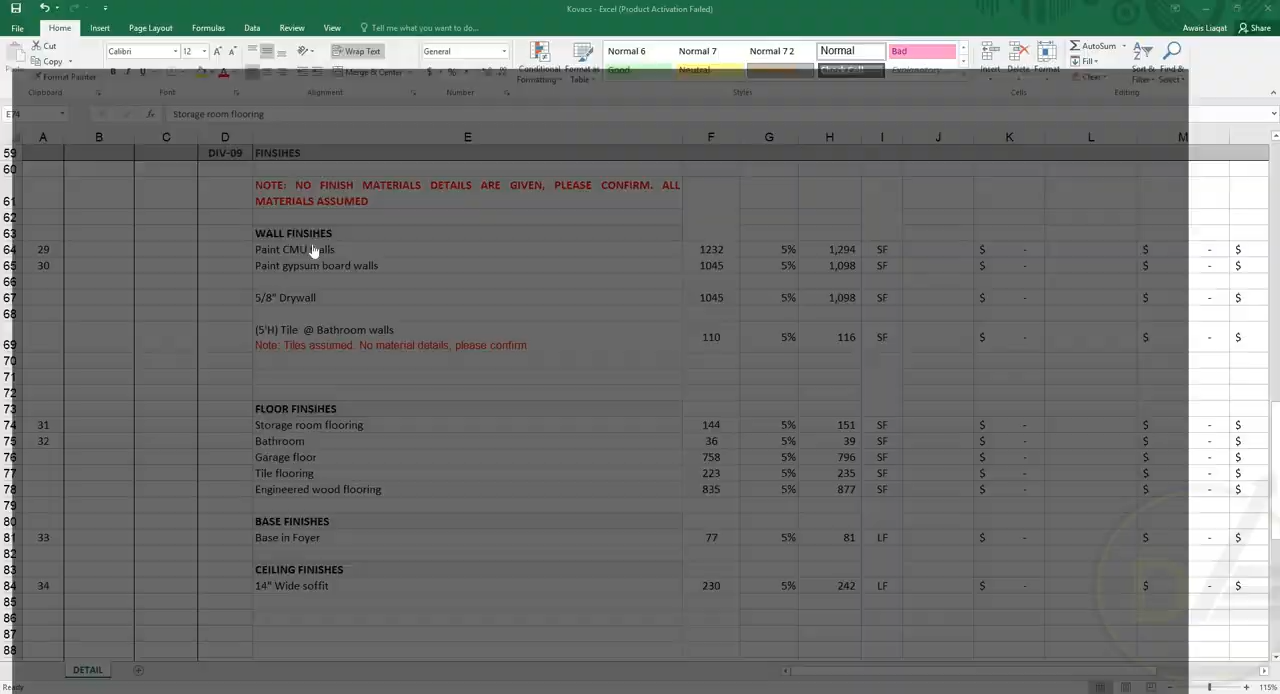 Kovacs - Excel (Product Activation Failed)
File Home Insert Page Layout Formulas Data Review View Tell me what you want to do... Awais Liaqat Share
Cut Calibri 12 Wrap Text General Normal 6 Normal 7 Normal 7 2 Normal Bad AutoSum
Copy Fill
Format Painter Merge & Center Conditional Formatting Format as Table Good Neutral Check Cell Explanatory Insert Delete Format Clear Sort & Filter Find & Select
Clipboard Font Alignment Number Styles Cells Editing
E74 fx Storage room flooring
A B C D E F G H I J K L M
59 DIV-09 FINSIHES
60
61 NOTE: NO FINISH MATERIALS DETAILS ARE GIVEN, PLEASE CONFIRM. ALL
MATERIALS ASSUMED
62
63 WALL FINSIHES
64 29 Paint CMU walls 1232 5% 1,294 SF $ - $ - $
65 30 Paint gypsum board walls 1045 5% 1,098 SF $ - $ - $
66
67 5/8" Drywall 1045 5% 1,098 SF $ - $ - $
68
69 (5'H) Tile @ Bathroom walls 110 5% 116 SF $ - $ - $
Note: Tiles assumed. No material details, please confirm
70
71
72
73 FLOOR FINSIHES
74 31 Storage room flooring 144 5% 151 SF $ - $ - $
75 32 Bathroom 36 5% 39 SF $ - $ - $
76 Garage floor 758 5% 796 SF $ - $ - $
77 Tile flooring 223 5% 235 SF $ - $ - $
78 Engineered wood flooring 835 5% 877 SF $ - $ - $
79
80 BASE FINISHES
81 33 Base in Foyer 77 5% 81 LF $ - $ - $
82
83 CEILING FINISHES
84 34 14" Wide soffit 230 5% 242 LF $ - $ - $
85
86
87
88
DETAIL
Ready 115%